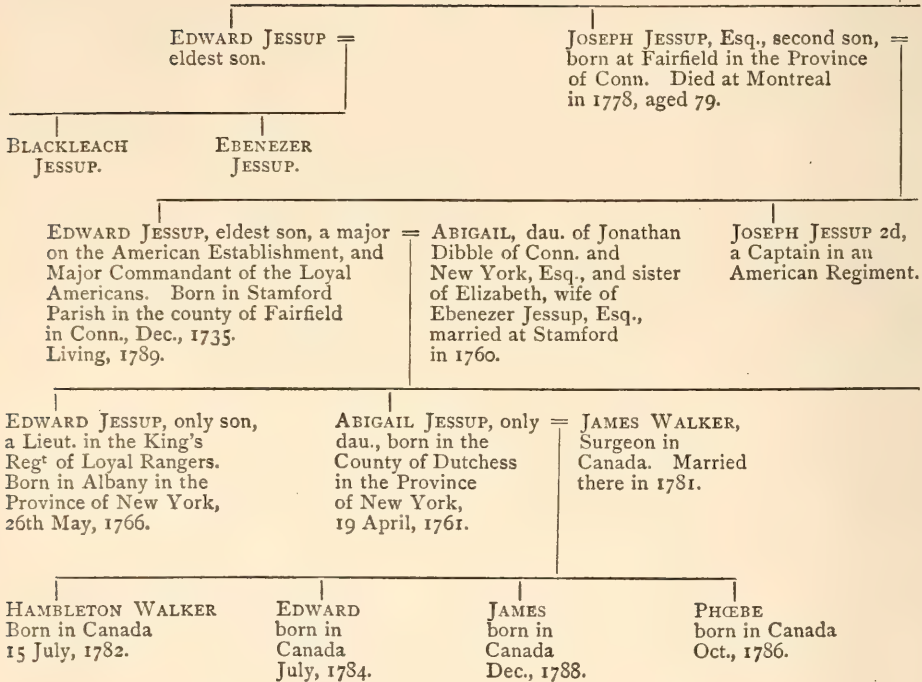 EDWARD JESSUP =
eldest son.
JOSEPH JESSUP, Esq., second son, =
born at Fairfield in the Province
of Conn. Died at Montreal
in 1778, aged 79.
BLACKLEACH
JESSUP.
EBENEZER
JESSUP.
EDWARD JESSUP, eldest son, a major =
on the American Establishment, and
Major Commandant of the Loyal
Americans. Born in Stamford
Parish in the county of Fairfield
in Conn., Dec., 1735.
Living, 1789.
ABIGAIL, dau. of Jonathan
Dibble of Conn. and
New York, Esq., and sister
of Elizabeth, wife of
Ebenezer Jessup, Esq.,
married at Stamford
in 1760.
JOSEPH JESSUP 2d,
a Captain in an
American Regiment.
EDWARD JESSUP, only son,
a Lieut. in the King's
Regᵗ of Loyal Rangers.
Born in Albany in the
Province of New York,
26th May, 1766.
ABIGAIL JESSUP, only =
dau., born in the
County of Dutchess
in the Province
of New York,
19 April, 1761.
JAMES WALKER,
Surgeon in
Canada. Married
there in 1781.
HAMBLETON WALKER
Born in Canada
15 July, 1782.
EDWARD
born in
Canada
July, 1784.
JAMES
born in
Canada
Dec., 1788.
PHŒBE
born in Canada
Oct., 1786.